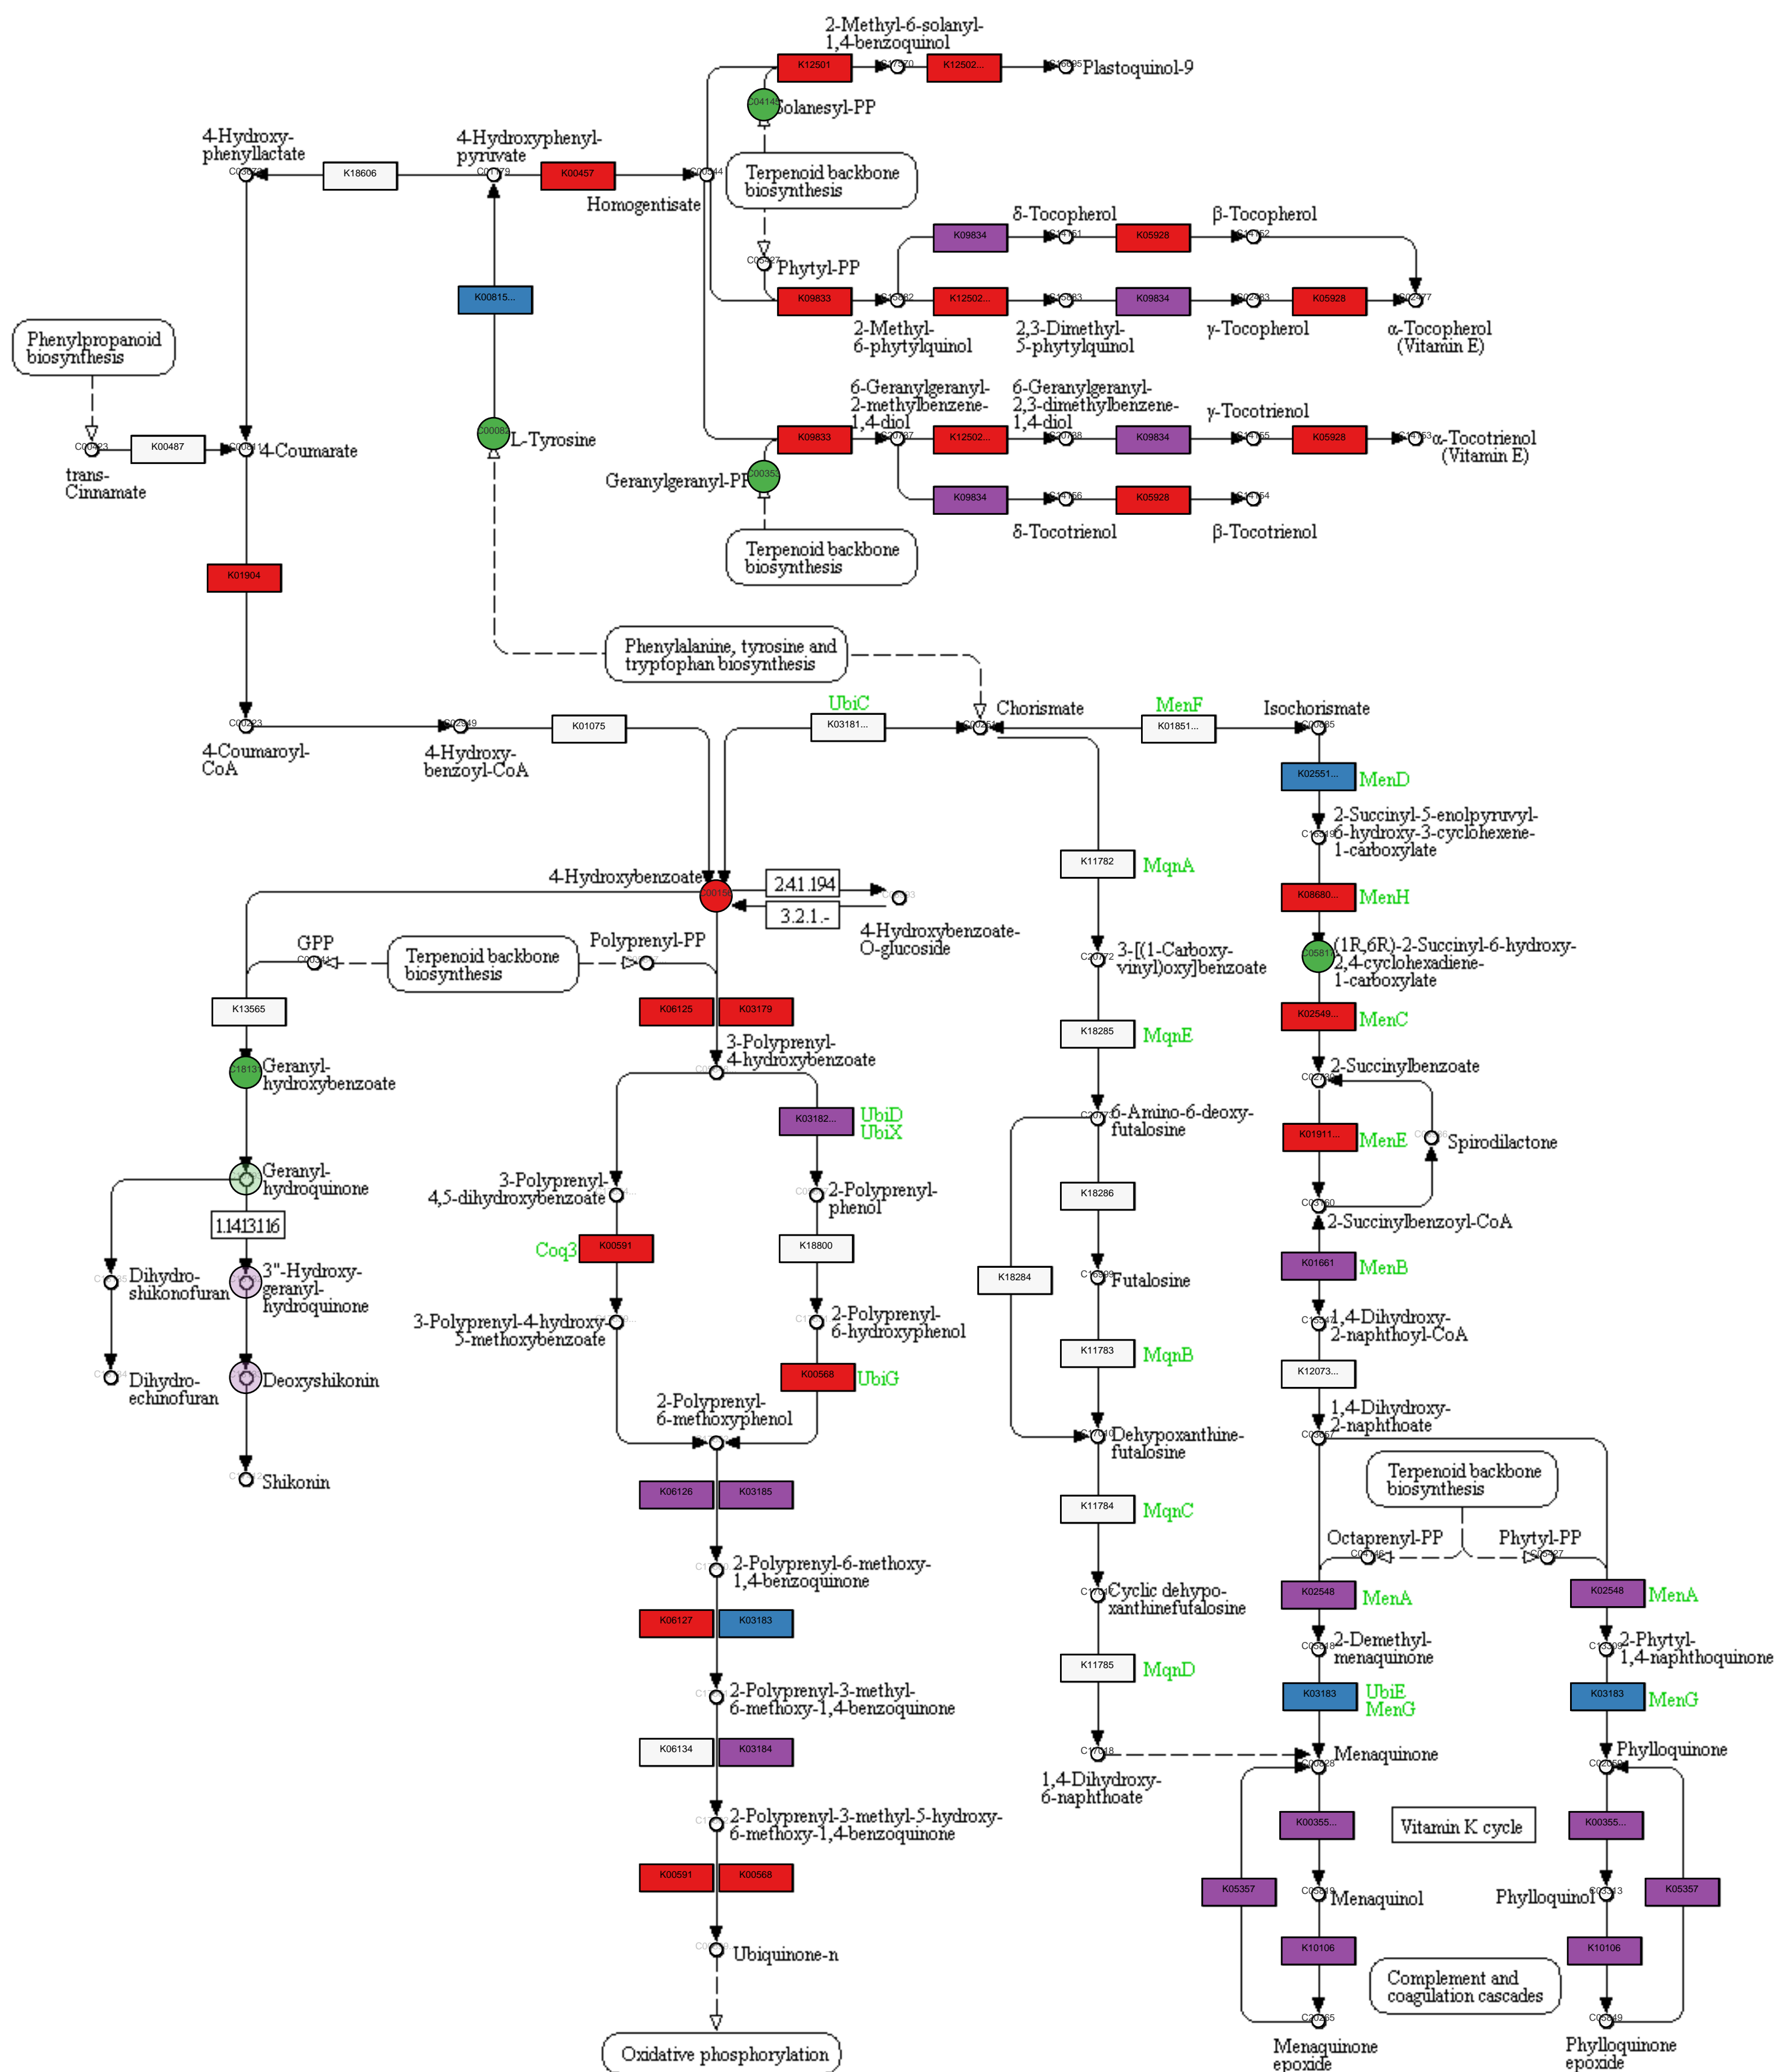 2-Methyl-6-solanyl-
1,4-benzoquinol
K12501
K12502...
Plastoquinol-9
Solanesyl-PP
4-Hydroxy-
phenyllactate
K18606
4-Hydroxyphenyl-
pyruvate
K00457
Homogentisate
Terpenoid backbone
biosynthesis
Phytyl-PP
K09834
δ-Tocopherol
K05928
β-Tocopherol
K00815...
K09833
2-Methyl-
6-phytylquinol
K12502...
2,3-Dimethyl-
5-phytylquinol
K09834
γ-Tocopherol
K05928
α-Tocopherol
(Vitamin E)
Phenylpropanoid
biosynthesis
K00487
trans-
Cinnamate
4-Coumarate
L-Tyrosine
Geranylgeranyl-PP
K09833
6-Geranylgeranyl-
2-methylbenzene-
1,4-diol
K12502...
6-Geranylgeranyl-
2,3-dimethylbenzene-
1,4-diol
K09834
γ-Tocotrienol
K05928
α-Tocotrienol
(Vitamin E)
K09834
δ-Tocotrienol
K05928
β-Tocotrienol
Terpenoid backbone
biosynthesis
K01904
Phenylalanine, tyrosine and
tryptophan biosynthesis
4-Coumaroyl-
CoA
4-Hydroxy-
benzoyl-CoA
K01075
UbiC
K03181...
Chorismate
MenF
K01851...
Isochorismate
K02551...
MenD
2-Succinyl-5-enolpyruvyl-
6-hydroxy-3-cyclohexene-
1-carboxylate
K11782
MqnA
K08680...
MenH
4-Hydroxybenzoate
2.4.1.194
3.2.1.-
4-Hydroxybenzoate-
O-glucoside
GPP
Terpenoid backbone
biosynthesis
Polyprenyl-PP
3-[(1-Carboxy-
vinyl)oxy]benzoate
(1R,6R)-2-Succinyl-6-hydroxy-
2,4-cyclohexadiene-
1-carboxylate
K13565
K06125
K03179
K18285
MqnE
K02549...
MenC
Geranyl-
hydroxybenzoate
3-Polyprenyl-
4-hydroxybenzoate
2-Succinylbenzoate
K03182...
UbiD
UbiX
6-Amino-6-deoxy-
futalosine
K01911...
MenE
Spirodilactone
Geranyl-
hydroquinone
3-Polyprenyl-
4,5-dihydroxybenzoate
2-Polyprenyl-
phenol
K18286
2-Succinylbenzoyl-CoA
1.14.13.116
Coq3
K00591
K18800
K01661
MenB
Dihydro-
shikonofuran
3"-Hydroxy-
geranyl-
hydroquinone
K18284
Futalosine
3-Polyprenyl-4-hydroxy-
5-methoxybenzoate
2-Polyprenyl-
6-hydroxyphenol
1,4-Dihydroxy-
2-naphthoyl-CoA
K11783
MqnB
K12073...
Dihydro-
echinofuran
Deoxyshikonin
K00568
UbiG
2-Polyprenyl-
6-methoxyphenol
1,4-Dihydroxy-
2-naphthoate
Dehypoxanthine-
futalosine
Shikonin
K06126
K03185
K11784
MqnC
Terpenoid backbone
biosynthesis
Octaprenyl-PP
Phytyl-PP
2-Polyprenyl-6-methoxy-
1,4-benzoquinone
Cyclic dehypo-
xanthinefutalosine
K02548
MenA
K02548
MenA
K06127
K03183
2-Demethyl-
menaquinone
2-Phytyl-
1,4-naphthoquinone
K11785
MqnD
2-Polyprenyl-3-methyl-
6-methoxy-1,4-benzoquinone
K03183
UbiE
MenG
K03183
MenG
K06134
K03184
1,4-Dihydroxy-
6-naphthoate
Menaquinone
Phylloquinone
2-Polyprenyl-3-methyl-5-hydroxy-
6-methoxy-1,4-benzoquinone
K00355...
Vitamin K cycle
K00355...
K00591
K00568
K05357
Menaquinol
Phylloquinol
K05357
Ubiquinone-n
K10106
Complement and
coagulation cascades
K10106
Oxidative phosphorylation
Menaquinone
epoxide
Phylloquinone
epoxide